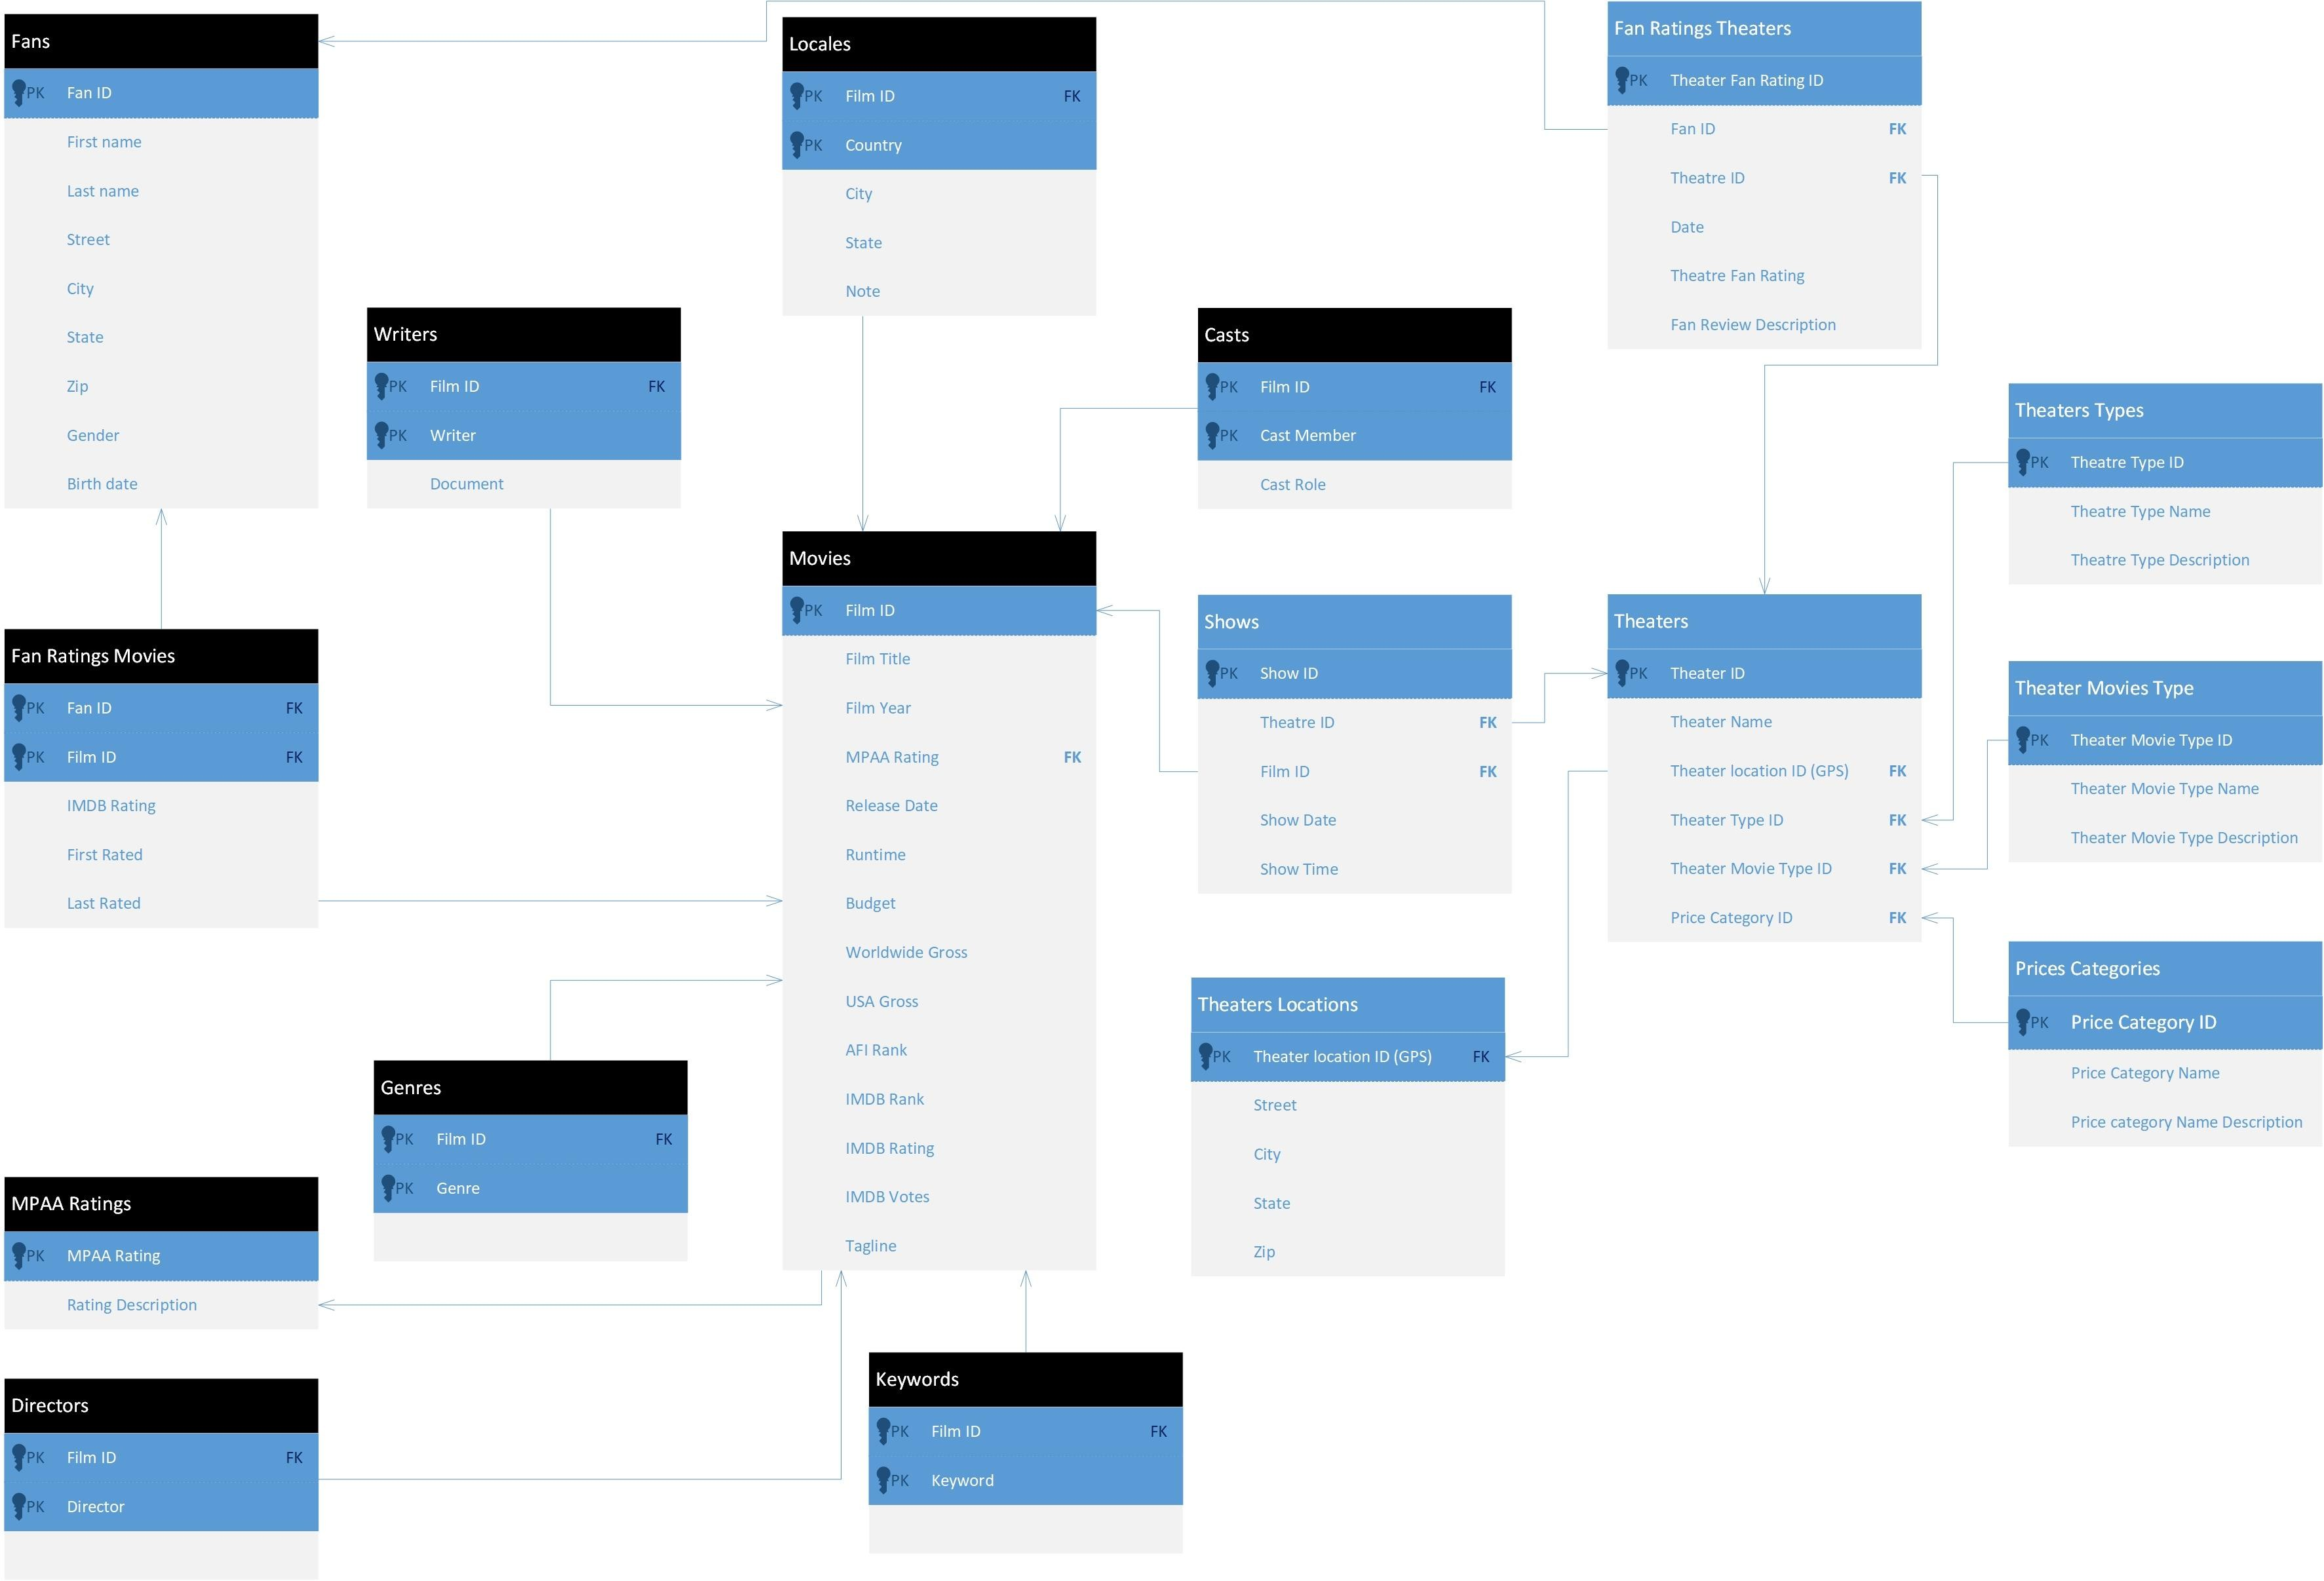 Fans
PK Fan ID
First name
Last name
Street
City
State
Zip
Gender
Birth date
Locales
PK Film ID FK
PK Country
City
State
Note
Fan Ratings Theaters
PK Theater Fan Rating ID
Fan ID FK
Theatre ID FK
Date
Theatre Fan Rating
Fan Review Description
Writers
PK Film ID FK
PK Writer
Document
Casts
PK Film ID FK
PK Cast Member
Cast Role
Theaters Types
PK Theatre Type ID
Theatre Type Name
Theatre Type Description
Fan Ratings Movies
PK Fan ID FK
PK Film ID FK
IMDB Rating
First Rated
Last Rated
Movies
PK Film ID
Film Title
Film Year
MPAA Rating FK
Release Date
Runtime
Budget
Worldwide Gross
USA Gross
AFI Rank
IMDB Rank
IMDB Rating
IMDB Votes
Tagline
Shows
PK Show ID
Theatre ID FK
Film ID FK
Show Date
Show Time
Theaters
PK Theater ID
Theater Name
Theater location ID (GPS) FK
Theater Type ID FK
Theater Movie Type ID FK
Price Category ID FK
Theater Movies Type
PK Theater Movie Type ID
Theater Movie Type Name
Theater Movie Type Description
Prices Categories
PK Price Category ID
Price Category Name
Price category Name Description
Theaters Locations
PK Theater location ID (GPS) FK
Street
City
State
Zip
Genres
PK Film ID FK
PK Genre
MPAA Ratings
PK MPAA Rating
Rating Description
Directors
PK Film ID FK
PK Director
Keywords
PK Film ID FK
PK Keyword